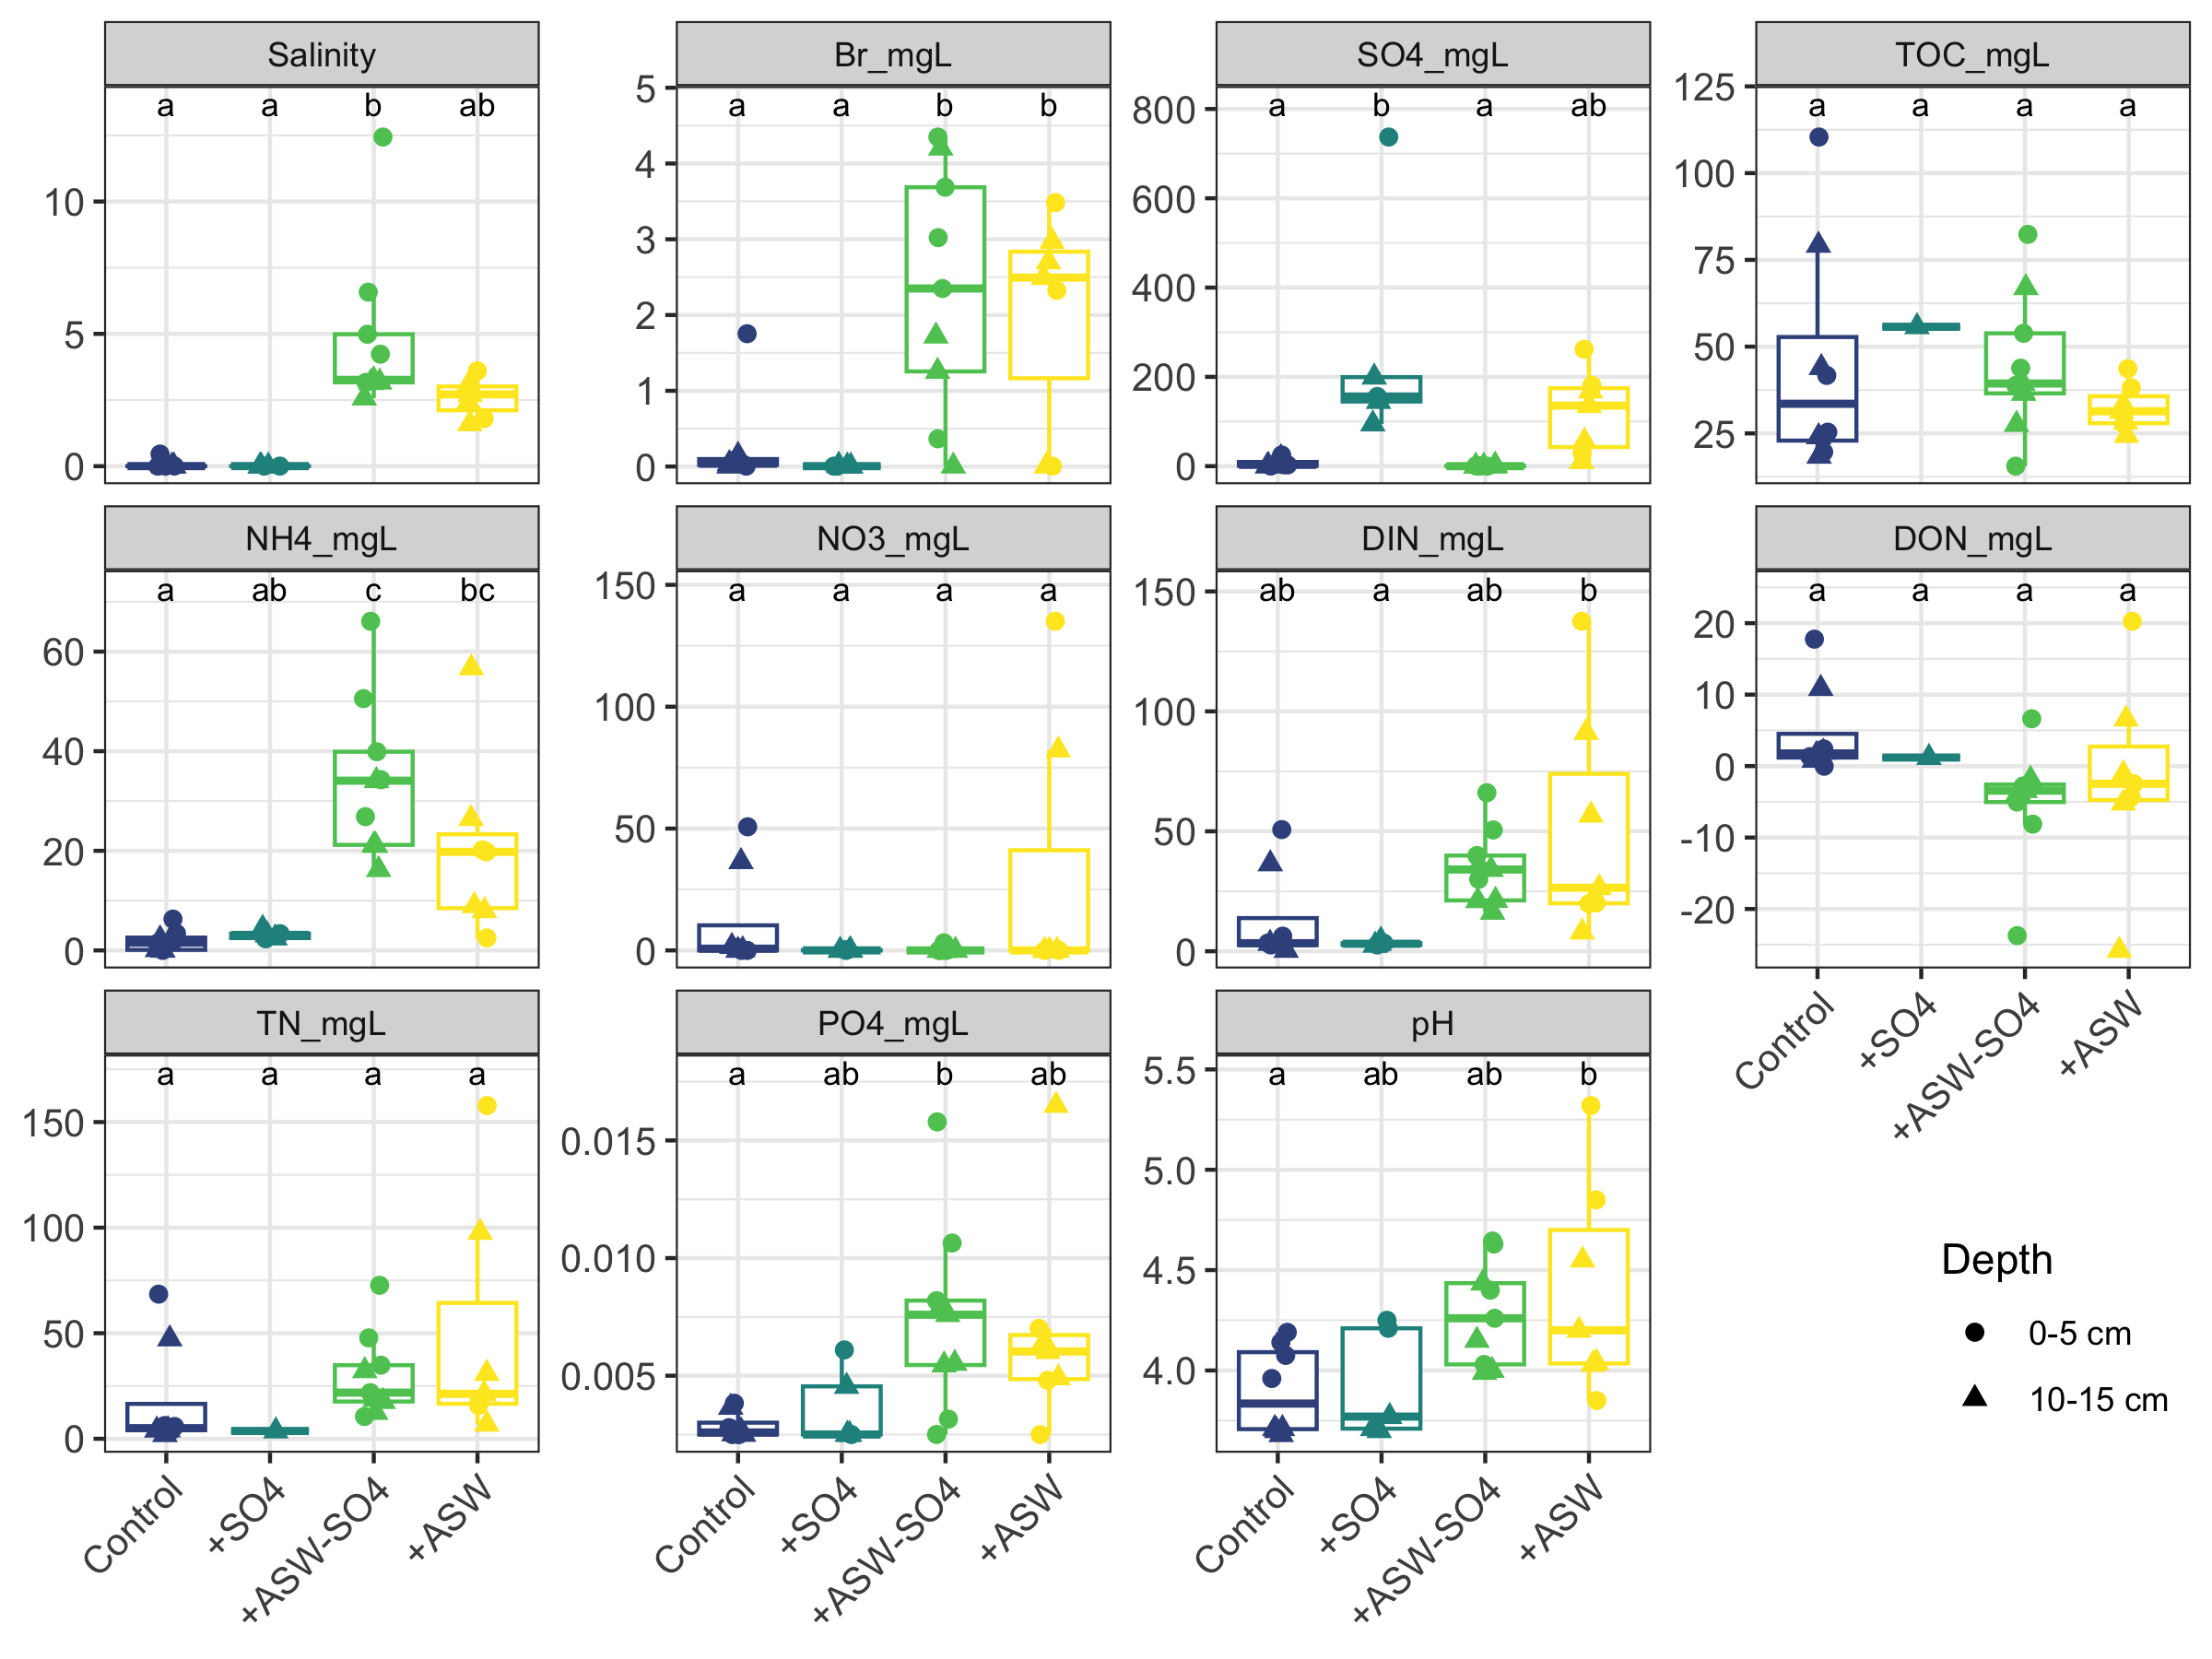 Salinity
a a b ab
10
5
0
Br_mgL
a a b b
5
4
3
2
1
0
SO4_mgL
a b a ab
800
600
400
200
0
TOC_mgL
a a a a
125
100
75
50
25
NH4_mgL
a ab c bc
60
40
20
0
NO3_mgL
a a a a
150
100
50
0
DIN_mgL
ab a ab b
150
100
50
0
DON_mgL
a a a a
20
10
0
-10
-20
Control +SO4 +ASW-SO4 +ASW
TN_mgL
a a a a
150
100
50
0
Control +SO4 +ASW-SO4 +ASW
PO4_mgL
a ab b ab
0.015
0.010
0.005
Control +SO4 +ASW-SO4 +ASW
pH
a ab ab b
5.5
5.0
4.5
4.0
Control +SO4 +ASW-SO4 +ASW
Depth
0-5 cm
10-15 cm